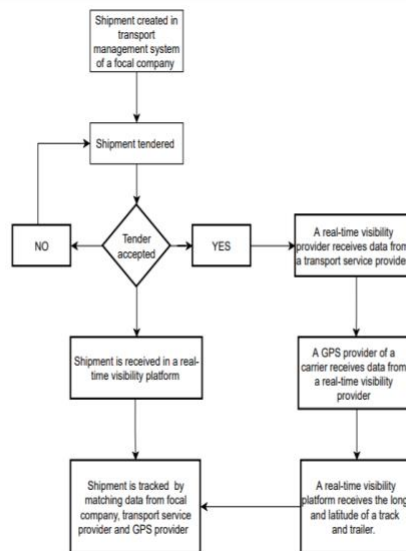 Shipment created in
transport
management system
of a focal company
Shipment tendered
NO
Tender
accepted
YES
A real-time visibility
provider receives data from
a transport service provide
Shipment is received in a real-
time visibility platform
A GPS provider of a
carrier receives data from
a real-time visibility
provider
Shipment is tracked by
matching data from focal
company, transport service
provider and GPS provider
A real-time visibility
platform receives the long
and latitude of a track
and trailer.